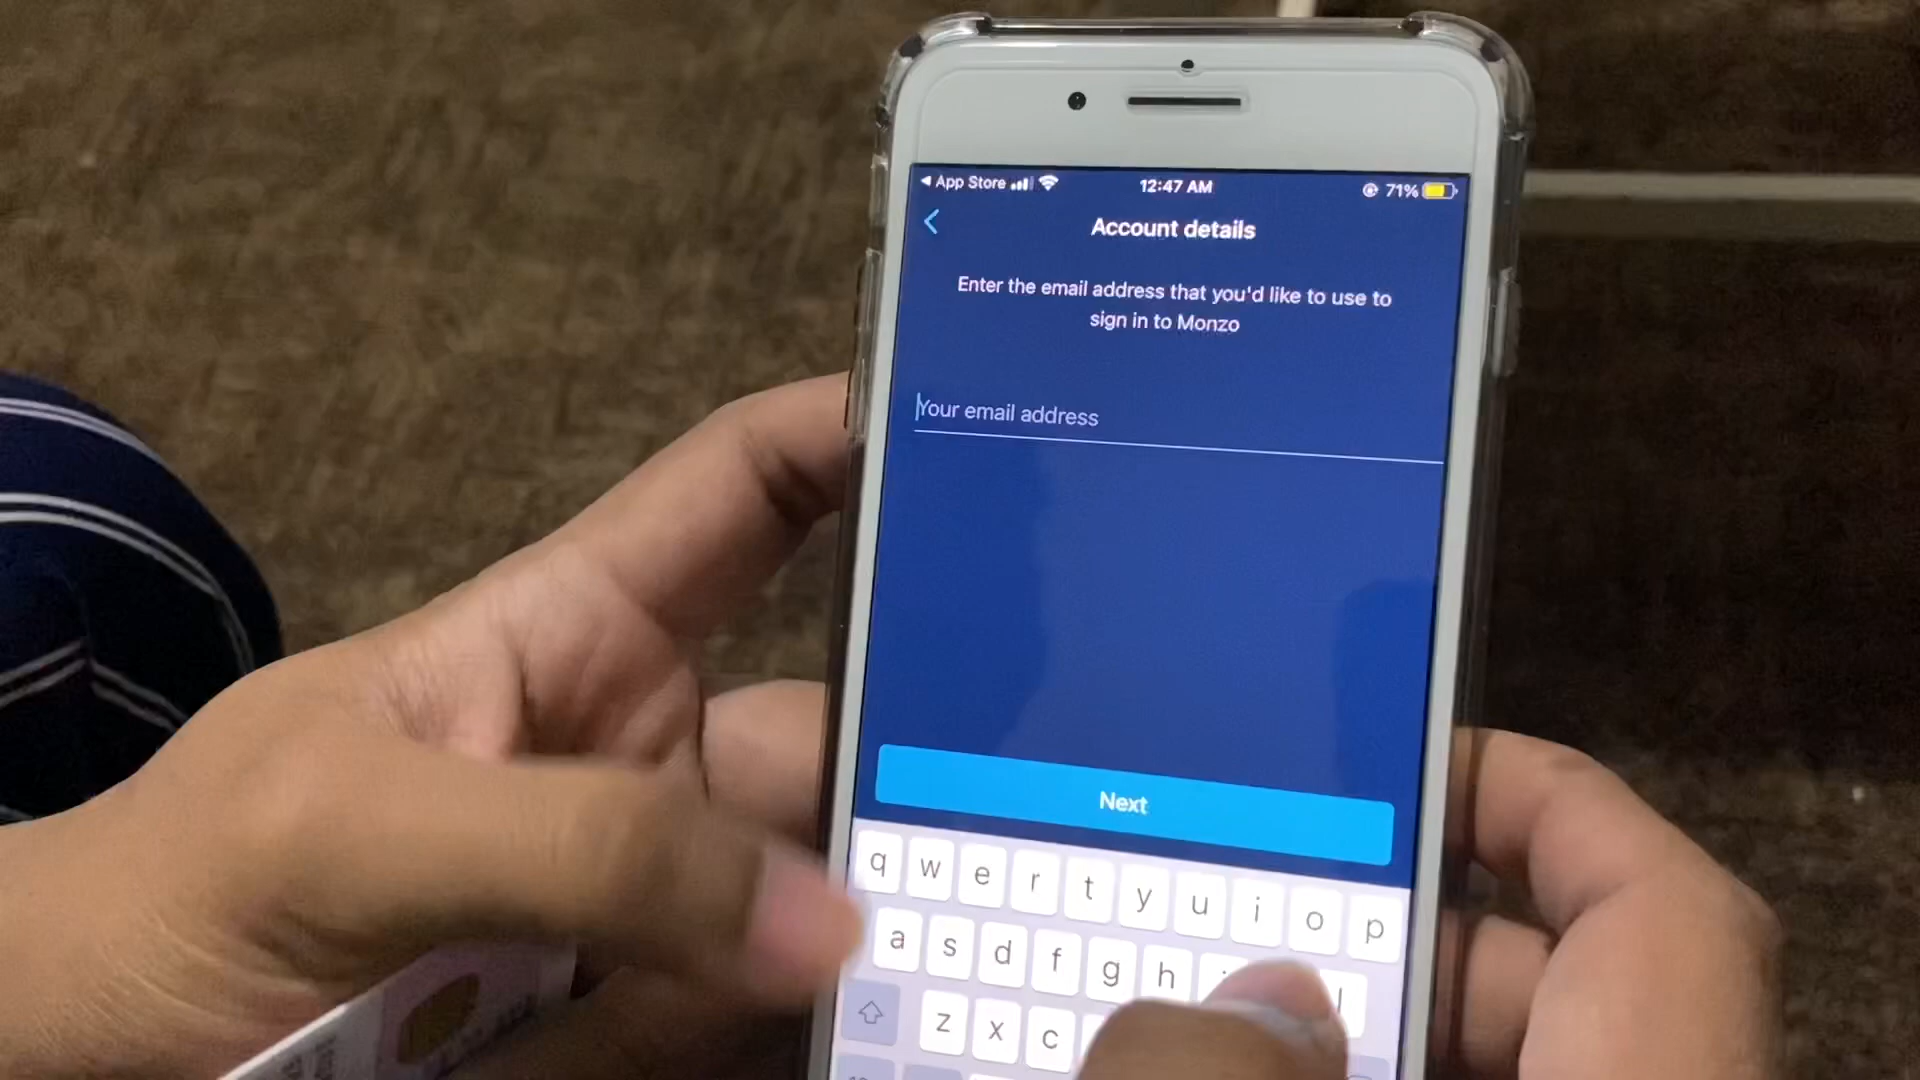 App Store
12:47 AM
71%
Account details
Enter the email address that you'd like to use to
sign in to Monzo
Your email address
Next
q w e r t y u i o p
a s d f g h
z x c